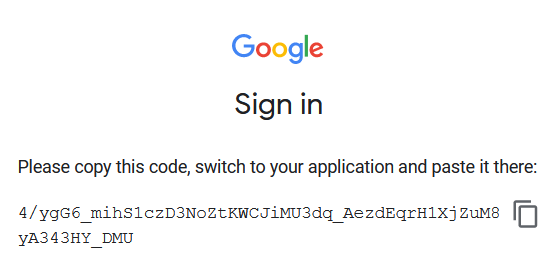 Google
Sign in
Please copy this code, switch to your application and paste it there:
4/ygG6_mihS1czD3NoZtKWCJiMU3dq_AezdEqrH1XjZuM8
yA343HY_DMU